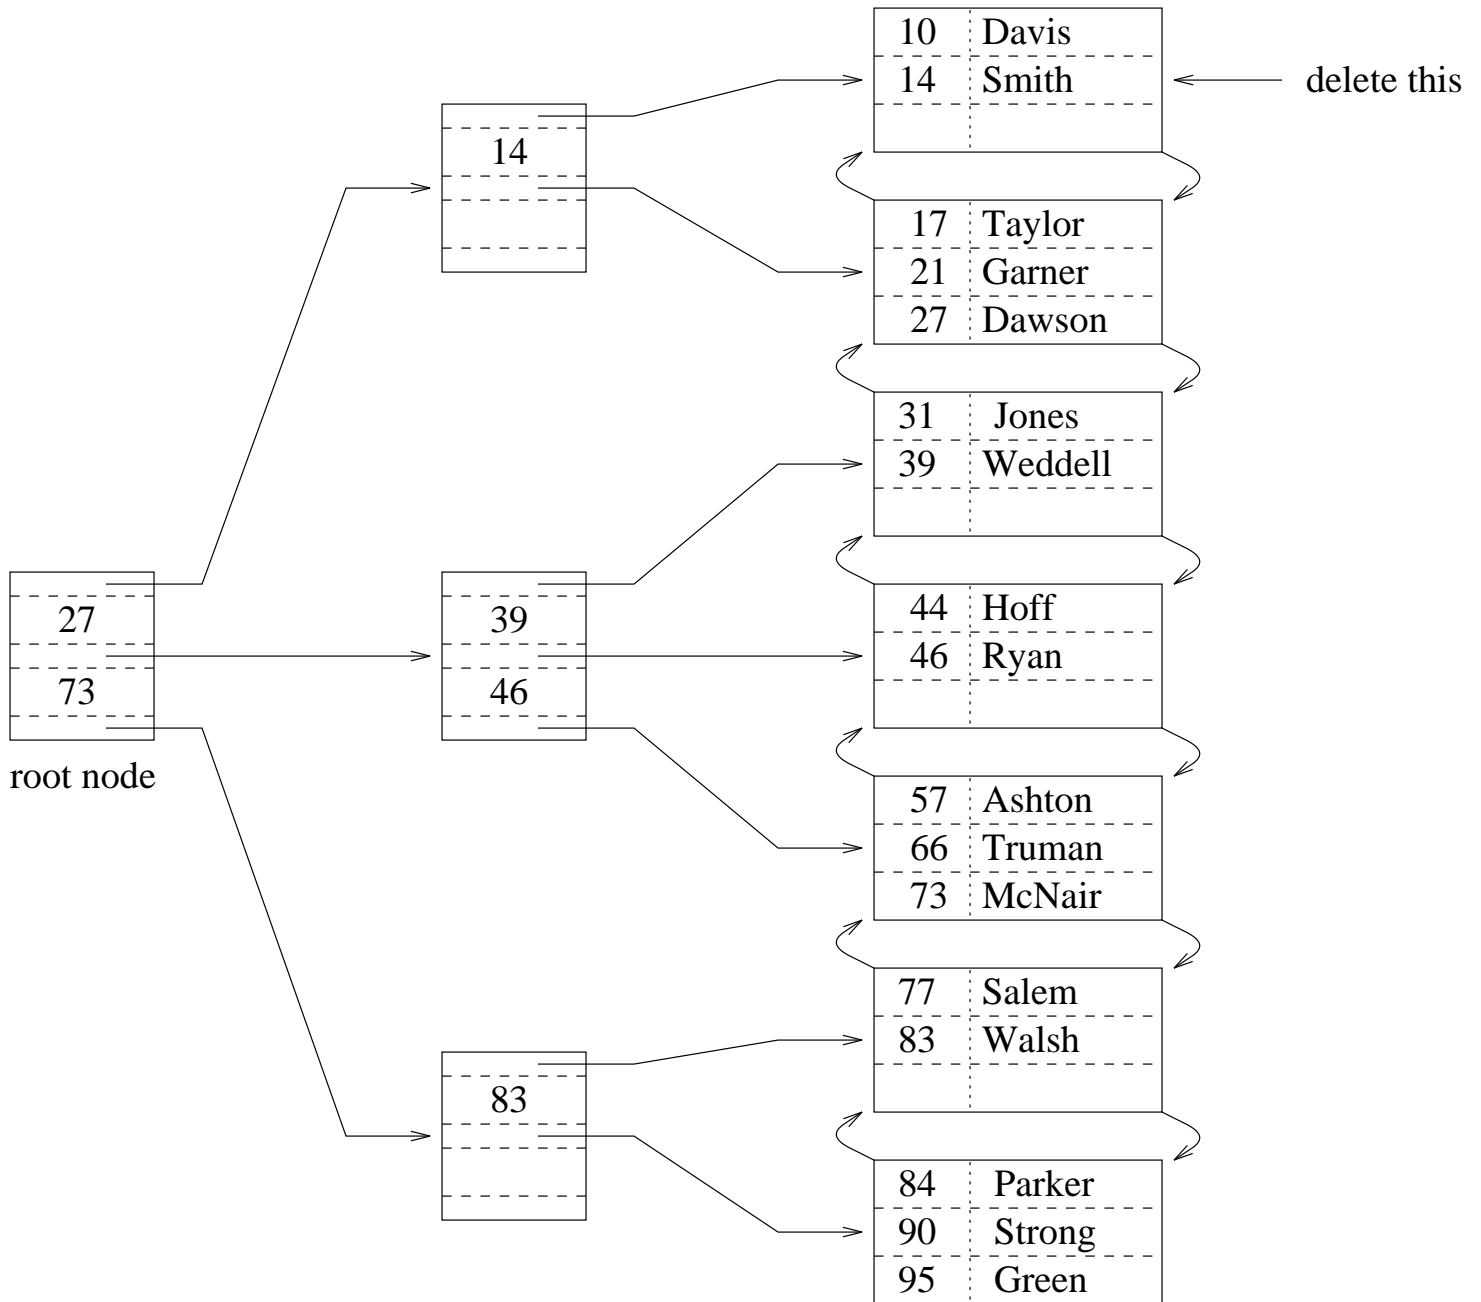 27
73
root node
14
39
46
83
10 Davis
14 Smith
delete this
17 Taylor
21 Garner
27 Dawson
31 Jones
39 Weddell
44 Hoff
46 Ryan
57 Ashton
66 Truman
73 McNair
77 Salem
83 Walsh
84 Parker
90 Strong
95 Green